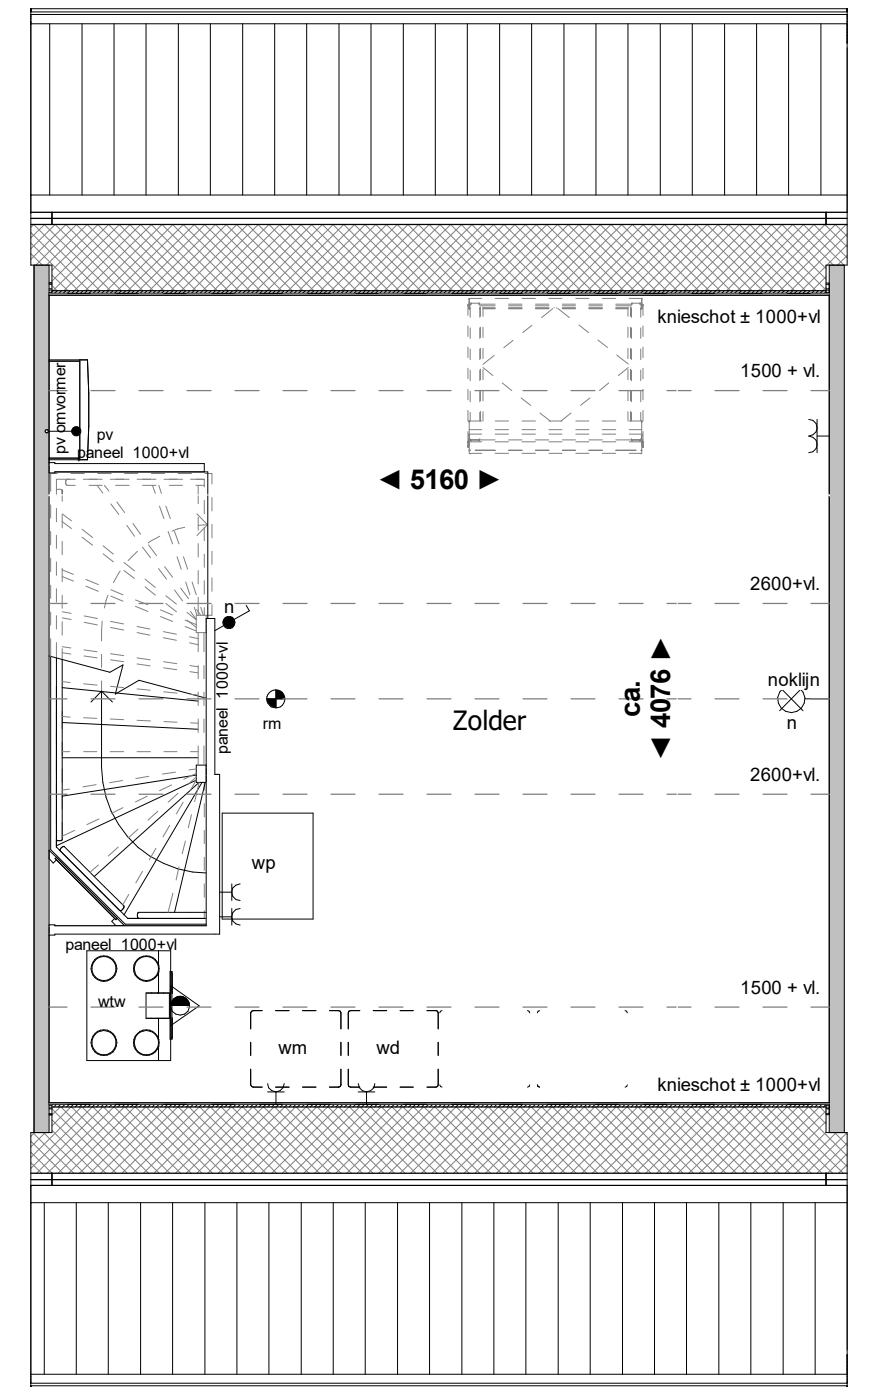 knieschot ± 1000+vl
1500 + vl.
pv omvormer
pv
paneel 1000+vl
5160
2600+vl.
n
paneel 1000+vl
noklijn
ca.
4076
rm
Zolder
n
2600+vl.
wp
paneel 1000+vl
1500 + vl.
wtw
wm
wd
knieschot ± 1000+vl